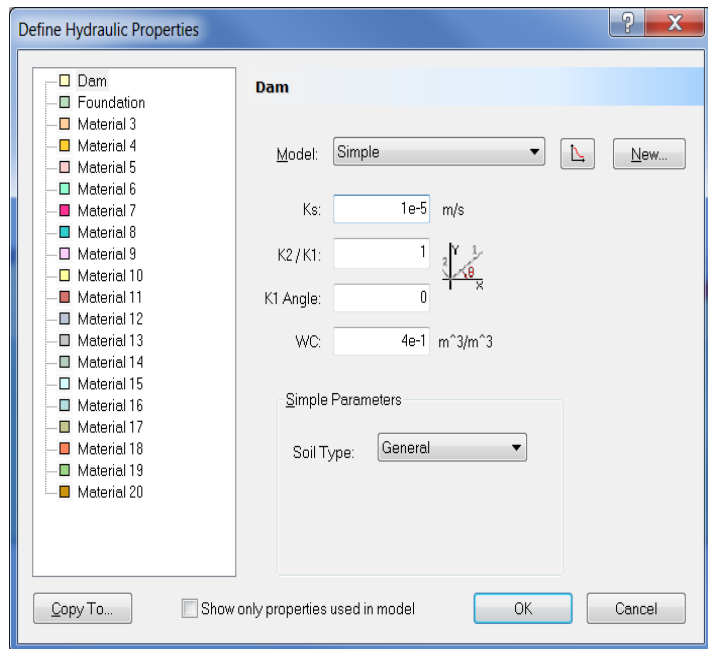 Define Hydraulic Properties
? X
Dam
Foundation
Material 3
Material 4
Material 5
Material 6
Material 7
Material 8
Material 9
Material 10
Material 11
Material 12
Material 13
Material 14
Material 15
Material 16
Material 17
Material 18
Material 19
Material 20
Dam
Model: Simple New...
Ks: 1e-5 m/s
K2 / K1: 1
Y 1
2 θ
X
K1 Angle: 0
WC: 4e-1 m^3/m^3
Simple Parameters
Soil Type: General
Copy To... Show only properties used in model OK Cancel